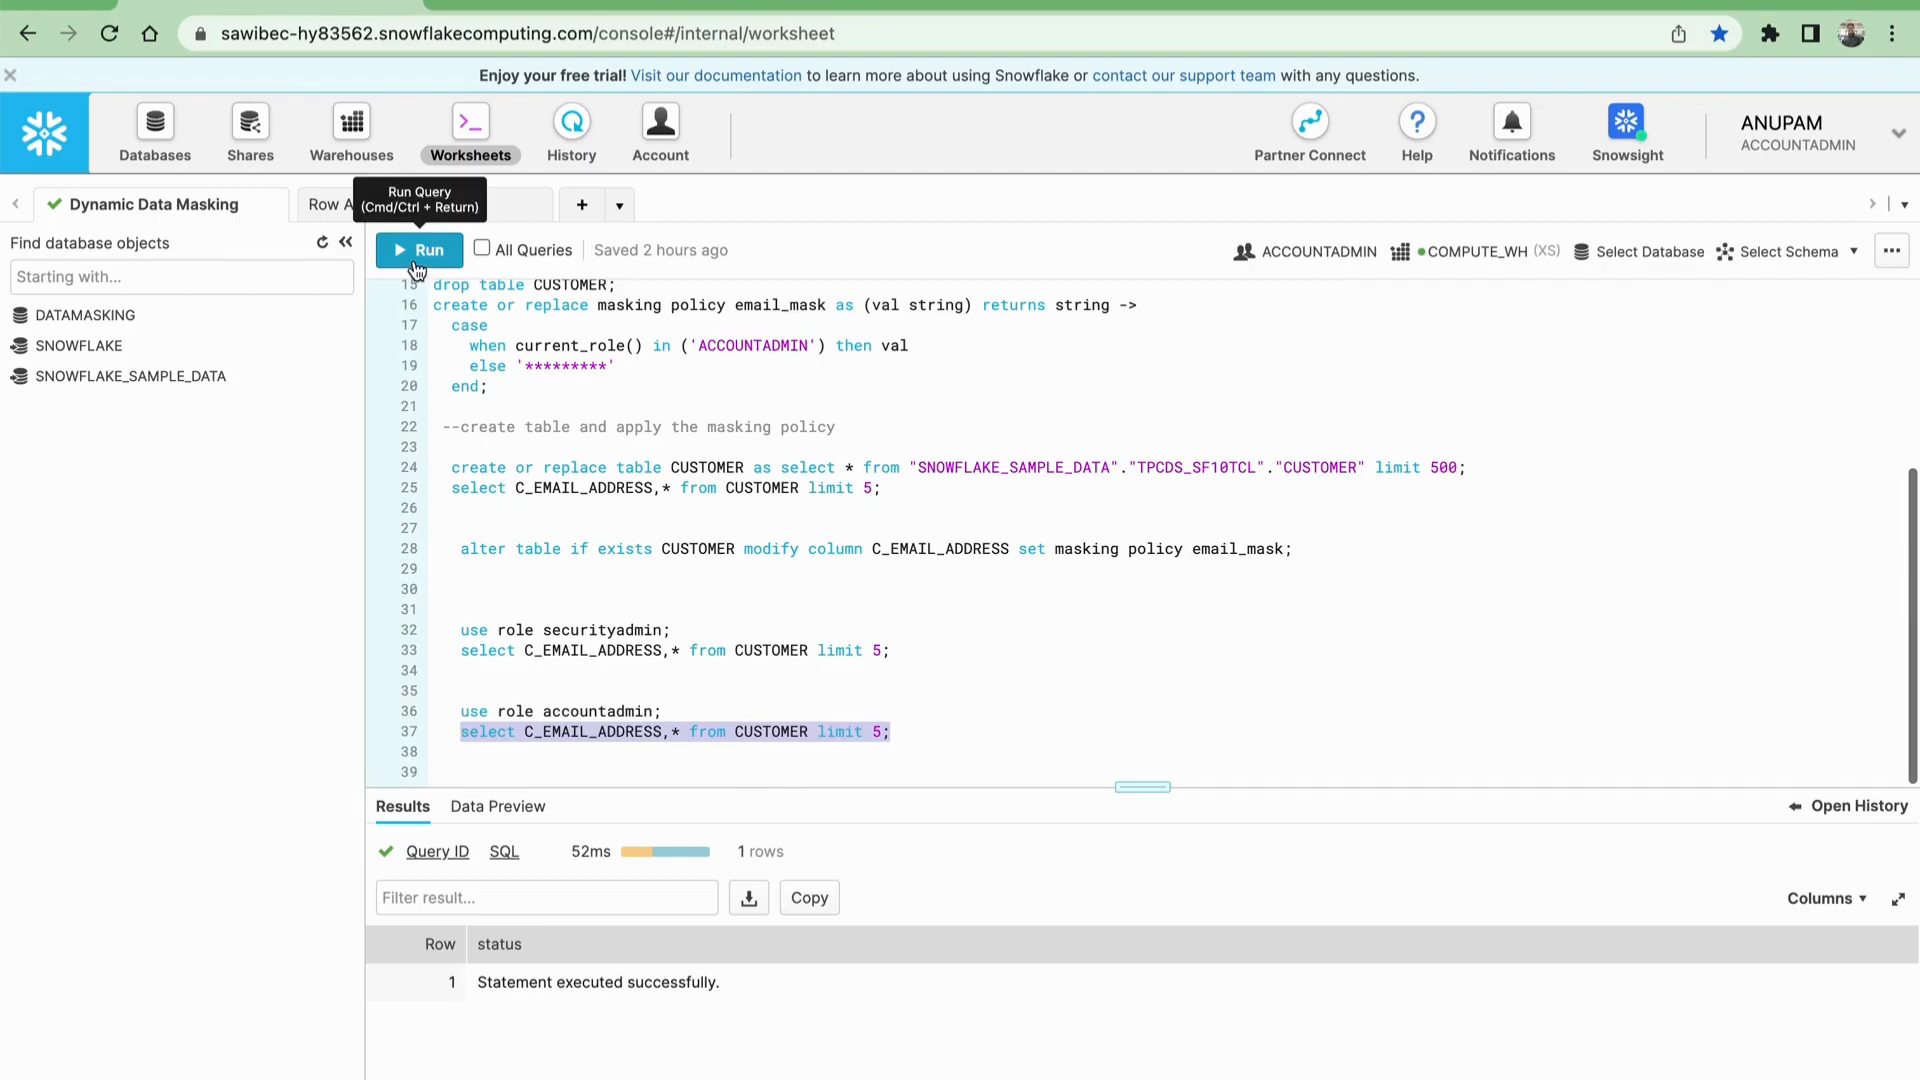 sawibec-hy83562.snowflakecomputing.com/console#/internal/worksheet
Enjoy your free trial! Visit our documentation to learn more about using Snowflake or contact our support team with any questions.
Databases
Shares
Warehouses
Worksheets
History
Account
Partner Connect
Help
Notifications
Snowsight
ANUPAM
ACCOUNTADMIN
Dynamic Data Masking
Row A
Run Query
(Cmd/Ctrl + Return)
Find database objects
Starting with...
DATAMASKING
SNOWFLAKE
SNOWFLAKE_SAMPLE_DATA
Run
All Queries
Saved 2 hours ago
ACCOUNTADMIN
COMPUTE_WH (XS)
Select Database
Select Schema
15 drop table CUSTOMER;
16 create or replace masking policy email_mask as (val string) returns string ->
17 case
18 when current_role() in ('ACCOUNTADMIN') then val
19 else '*********'
20 end;
21
22 --create table and apply the masking policy
23
24 create or replace table CUSTOMER as select * from "SNOWFLAKE_SAMPLE_DATA"."TPCDS_SF10TCL"."CUSTOMER" limit 500;
25 select C_EMAIL_ADDRESS,* from CUSTOMER limit 5;
26
27
28 alter table if exists CUSTOMER modify column C_EMAIL_ADDRESS set masking policy email_mask;
29
30
31
32 use role securityadmin;
33 select C_EMAIL_ADDRESS,* from CUSTOMER limit 5;
34
35
36 use role accountadmin;
37 select C_EMAIL_ADDRESS,* from CUSTOMER limit 5;
38
39
Results
Data Preview
Open History
Query ID
SQL
52ms
1 rows
Filter result...
Copy
Columns
Row status
1 Statement executed successfully.